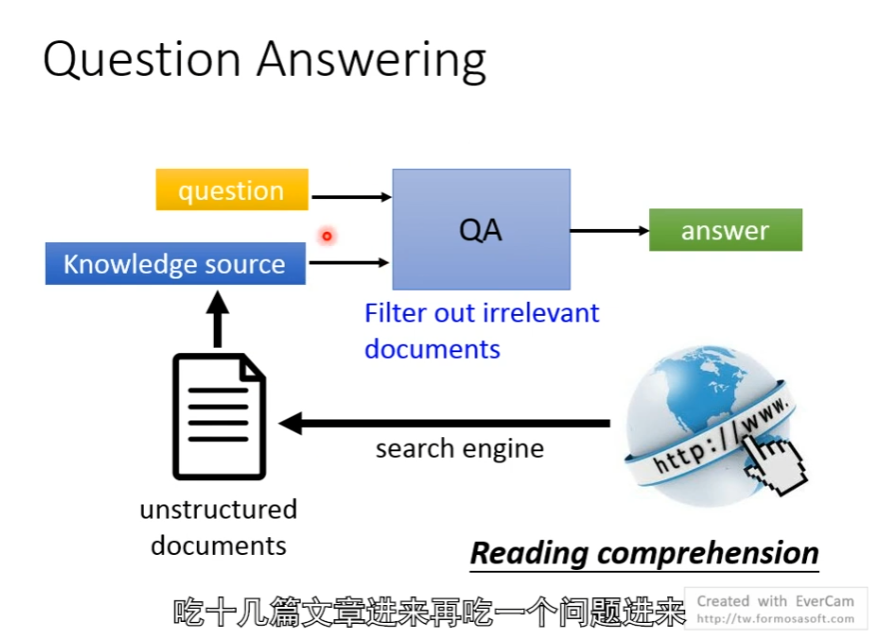 Question Answering
question
QA
answer
Knowledge source
Filter out irrelevant
documents
http://www.
search engine
unstructured
documents
Reading comprehension
吃十几篇文章进来再吃一个问题进来
Created with EverCam
http://tw.formosasoft.com